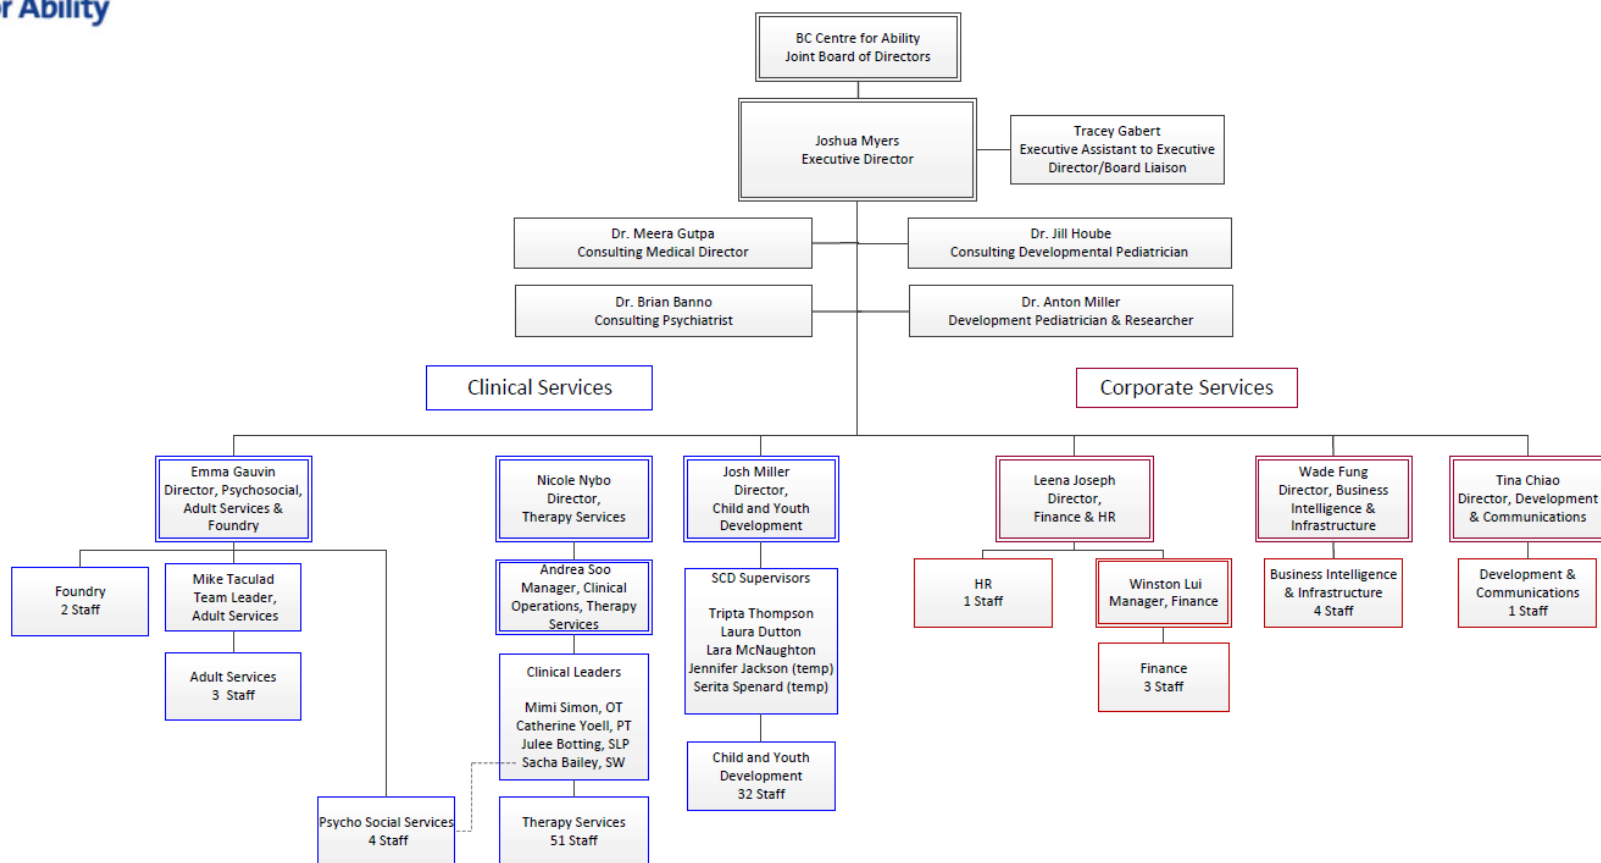 or Ability
BC Centre for Ability
Joint Board of Directors
Joshua Myers
Executive Director
Tracey Gabert
Executive Assistant to Executive
Director/Board Liaison
Dr. Meera Gutpa
Consulting Medical Director
Dr. Jill Houbé
Consulting Developmental Pediatrician
Dr. Brian Banno
Consulting Psychiatrist
Dr. Anton Miller
Development Pediatrician & Researcher
Clinical Services
Corporate Services
Emma Gauvin
Director, Psychosocial,
Adult Services &
Foundry
Nicole Nybo
Director,
Therapy Services
Josh Miller
Director,
Child and Youth
Development
Leena Joseph
Director,
Finance & HR
Wade Fung
Director, Business
Intelligence &
Infrastructure
Tina Chiao
Director, Development
& Communications
Foundry
2 Staff
Mike Taculad
Team Leader,
Adult Services
Adult Services
3 Staff
Psycho Social Services
4 Staff
Andrea Soo
Manager, Clinical
Operations, Therapy
Services
Clinical Leaders
Mimi Simon, OT
Catherine Yoell, PT
Julee Botting, SLP
Sacha Bailey, SW
Therapy Services
51 Staff
SCD Supervisors
Tripta Thompson
Laura Dutton
Lara McNaughton
Jennifer Jackson (temp)
Serita Spenard (temp)
Child and Youth
Development
32 Staff
HR
1 Staff
Winston Lui
Manager, Finance
Finance
3 Staff
Business Intelligence
& Infrastructure
4 Staff
Development &
Communications
1 Staff